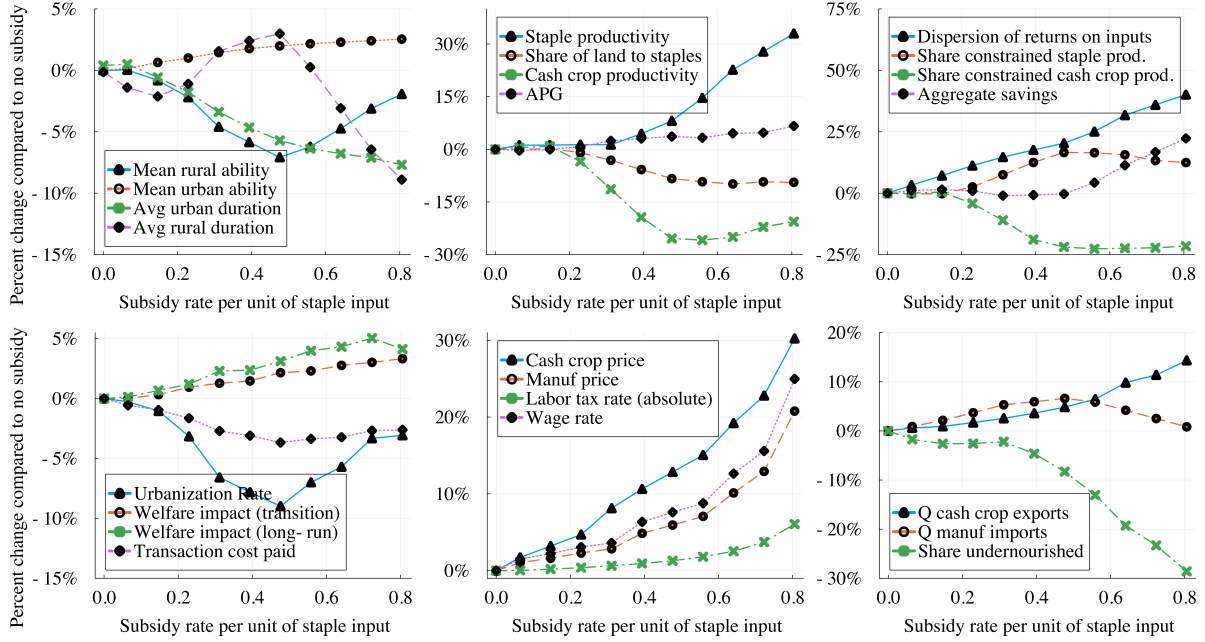 Percent change compared to no subsidy
5%
0%
- 5%
- 10%
- 15%
Mean rural ability
Mean urban ability
Avg urban duration
Avg rural duration
0.0 0.2 0.4 0.6 0.8
Subsidy rate per unit of staple input
30%
15%
0%
- 15%
- 30%
Staple productivity
Share of land to staples
Cash crop productivity
APG
0.0 0.2 0.4 0.6 0.8
Subsidy rate per unit of staple input
75%
50%
25%
0%
- 25%
Dispersion of returns on inputs
Share constrained staple prod.
Share constrained cash crop prod.
Aggregate savings
0.0 0.2 0.4 0.6 0.8
Subsidy rate per unit of staple input
Percent change compared to no subsidy
5%
0%
- 5%
- 10%
- 15%
Urbanization Rate
Welfare impact (transition)
Welfare impact (long- run)
Transaction cost paid
0.0 0.2 0.4 0.6 0.8
Subsidy rate per unit of staple input
30%
20%
10%
0%
Cash crop price
Manuf price
Labor tax rate (absolute)
Wage rate
0.0 0.2 0.4 0.6 0.8
Subsidy rate per unit of staple input
20%
10%
0%
- 10%
- 20%
- 30%
Q cash crop exports
Q manuf imports
Share undernourished
0.0 0.2 0.4 0.6 0.8
Subsidy rate per unit of staple input